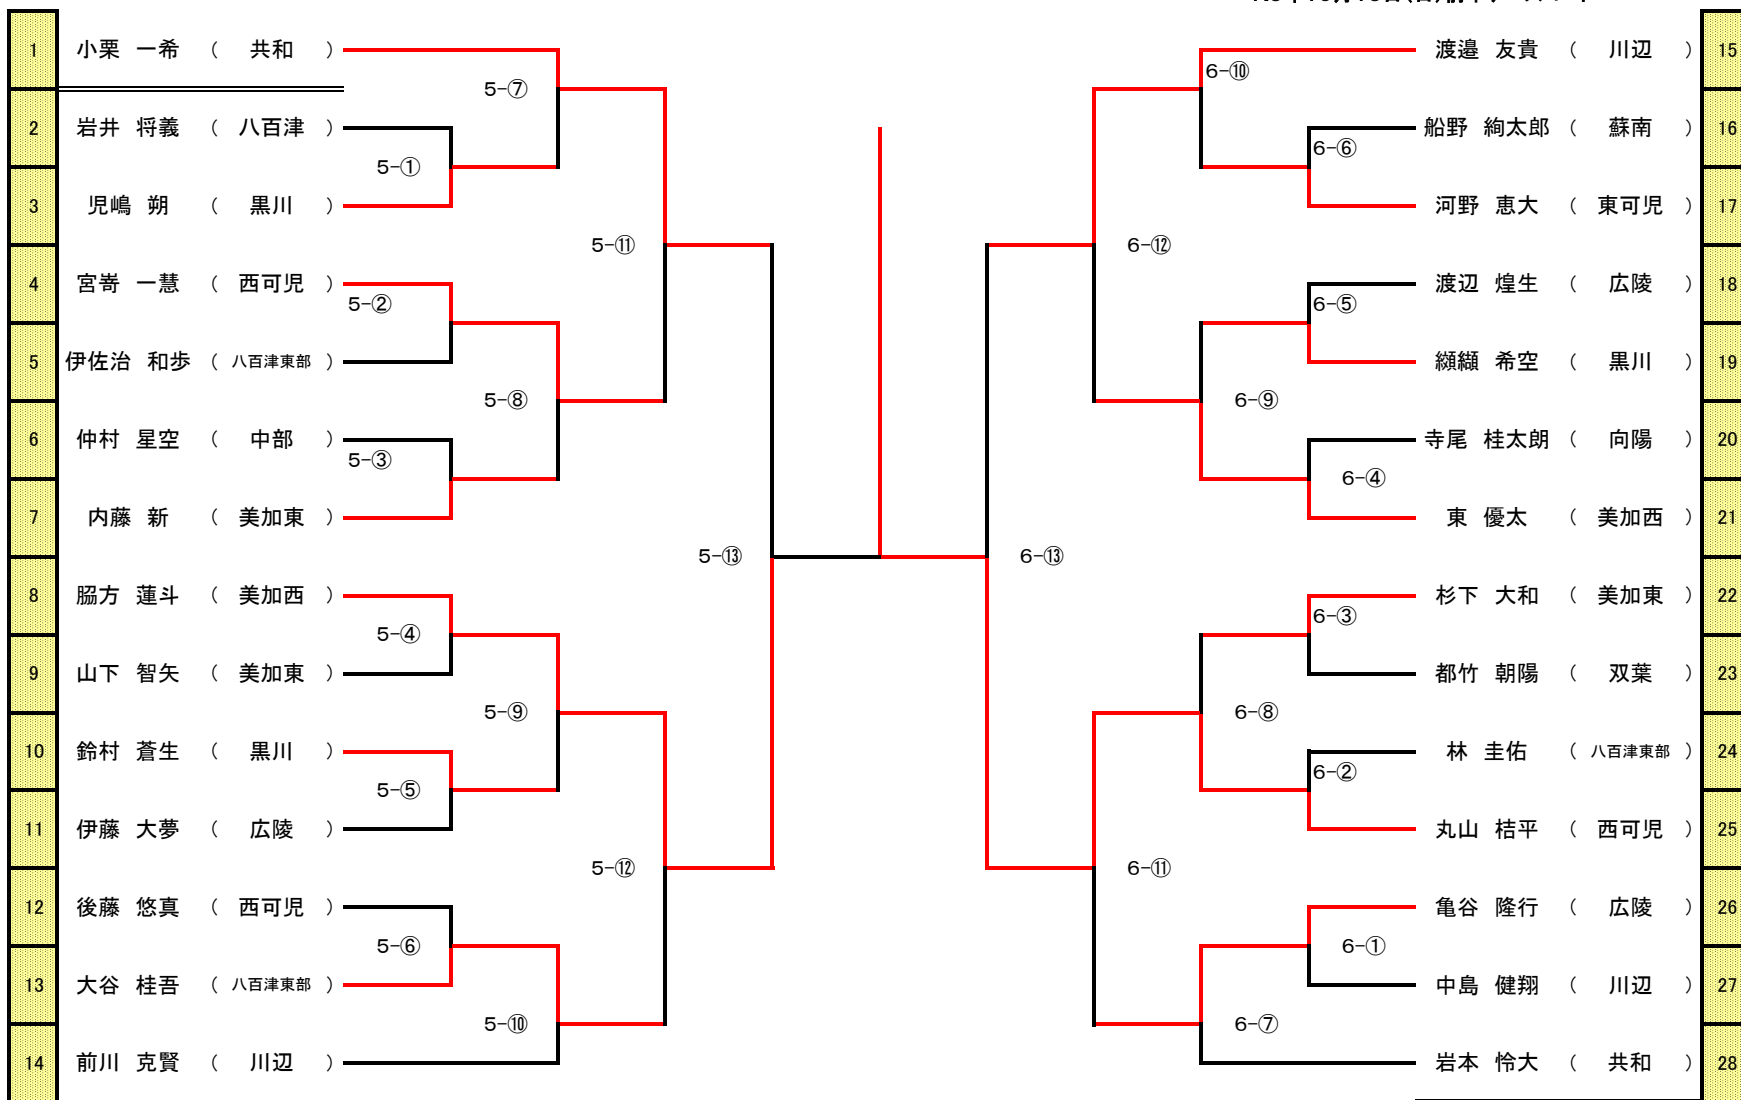 1 小栗 一希 ( 共和 )
5-⑦
2 岩井 将義 ( 八百津 )
5-①
3 児嶋 朔 ( 黒川 )
5-⑪
4 宮嵜 一慧 ( 西可児 )
5-②
5 伊佐治 和歩 ( 八百津東部 )
5-⑧
6 仲村 星空 ( 中部 )
5-③
7 内藤 新 ( 美加東 )
5-⑬
8 脇方 蓮斗 ( 美加西 )
5-④
9 山下 智矢 ( 美加東 )
5-⑨
10 鈴村 蒼生 ( 黒川 )
5-⑤
11 伊藤 大夢 ( 広陵 )
5-⑫
12 後藤 悠真 ( 西可児 )
5-⑥
13 大谷 桂吾 ( 八百津東部 )
5-⑩
14 前川 克賢 ( 川辺 )
渡邉 友貴 ( 川辺 ) 15
6-⑩
船野 絢太郎 ( 蘇南 ) 16
6-⑥
河野 恵大 ( 東可児 ) 17
6-⑫
渡辺 煌生 ( 広陵 ) 18
6-⑤
纐纈 希空 ( 黒川 ) 19
6-⑨
寺尾 桂太朗 ( 向陽 ) 20
6-④
東 優太 ( 美加西 ) 21
6-⑬
杉下 大和 ( 美加東 ) 22
6-③
都竹 朝陽 ( 双葉 ) 23
6-⑧
林 圭佑 ( 八百津東部 ) 24
6-②
丸山 桔平 ( 西可児 ) 25
6-⑪
亀谷 隆行 ( 広陵 ) 26
6-①
中島 健翔 ( 川辺 ) 27
6-⑦
岩本 怜大 ( 共和 ) 28